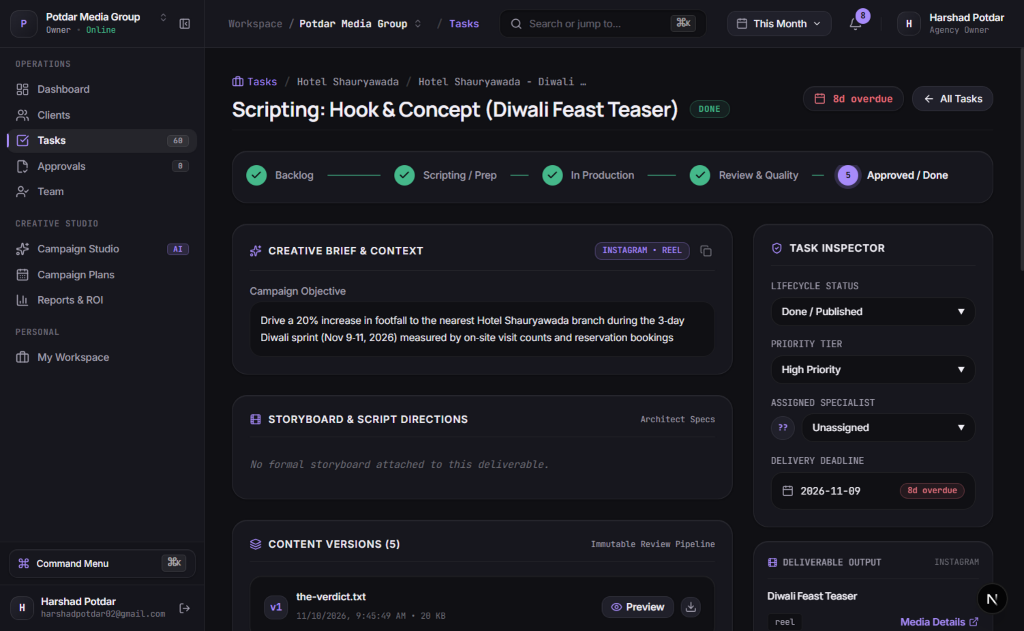 P
Potdar Media Group
Owner · Online
Workspace / Potdar Media Group / Tasks
Search or jump to...
⌘K
This Month
8
H
Harshad Potdar
Agency Owner
OPERATIONS
Dashboard
Clients
Tasks 60
Approvals 0
Team
CREATIVE STUDIO
Campaign Studio AI
Campaign Plans
Reports & ROI
PERSONAL
My Workspace
Command Menu ⌘K
H
Harshad Potdar
harshadpotdar02@gmail.com
Tasks / Hotel Shauryawada / Hotel Shauryawada - Diwali …
Scripting: Hook & Concept (Diwali Feast Teaser) DONE
8d overdue
← All Tasks
Backlog
Scripting / Prep
In Production
Review & Quality
5 Approved / Done
CREATIVE BRIEF & CONTEXT
INSTAGRAM • REEL
Campaign Objective
Drive a 20% increase in footfall to the nearest Hotel Shauryawada branch during the 3-day
Diwali sprint (Nov 9-11, 2026) measured by on-site visit counts and reservation bookings
STORYBOARD & SCRIPT DIRECTIONS
Architect Specs
No formal storyboard attached to this deliverable.
CONTENT VERSIONS (5)
Immutable Review Pipeline
v1
the-verdict.txt
11/10/2026, 9:45:49 AM • 20 KB
Preview
TASK INSPECTOR
LIFECYCLE STATUS
Done / Published
PRIORITY TIER
High Priority
ASSIGNED SPECIALIST
?? Unassigned
DELIVERY DEADLINE
2026-11-09 8d overdue
DELIVERABLE OUTPUT INSTAGRAM
Diwali Feast Teaser
reel
Media Details
N